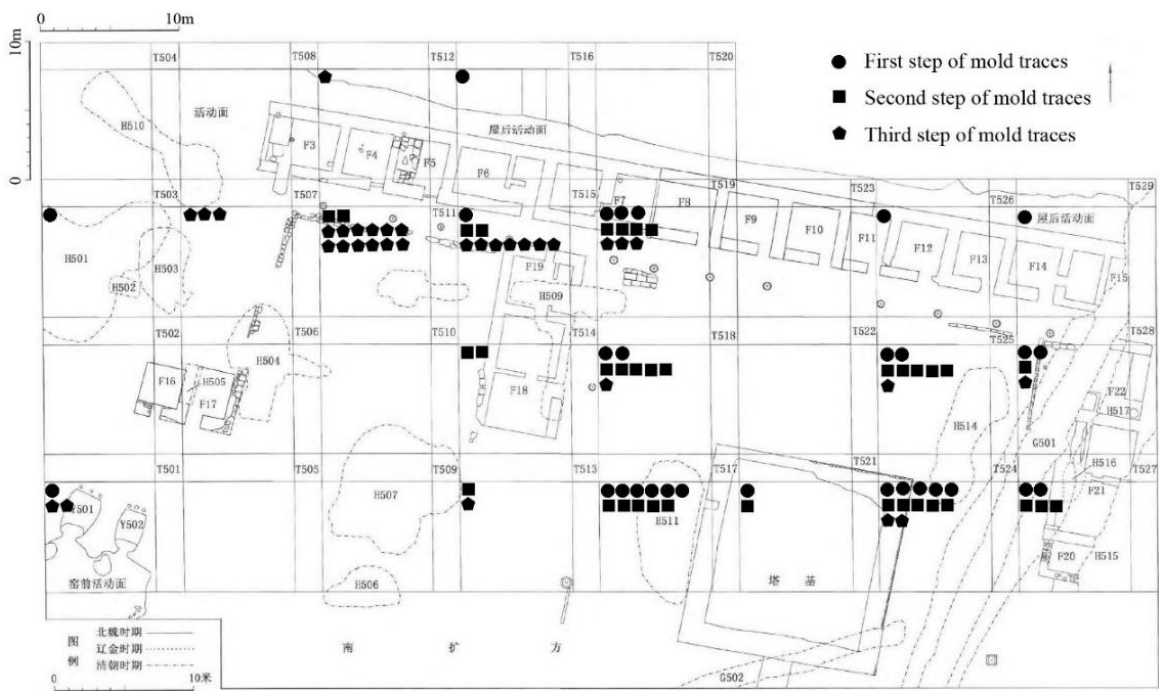 0 10m
10m
0
T504 T508 T512 T516 T520
First step of mold traces
Second step of mold traces
Third step of mold traces
H510
活动面
屋后活动面
F3
F4
F5
F6
T503 T507 T511 T515 T519 T523 T526 T529
F7
F8
F9
F10
F11
F12
F13
F14
F15
屋后活动面
H501
H503
H502
F19
H509
T502 T506 T510 T514 T518 T522 T525 T528
H504
F16
H505
F17
F18
H514
G501
F22
H517
T501 T505 T509 T513 T517 T521 T524 T527
H516
F21
H507
H511
Y501
Y502
F20
H515
窑前活动面
H506
塔基
图例
北魏时期
辽金时期
清朝时期
0 10米
南扩方
G502